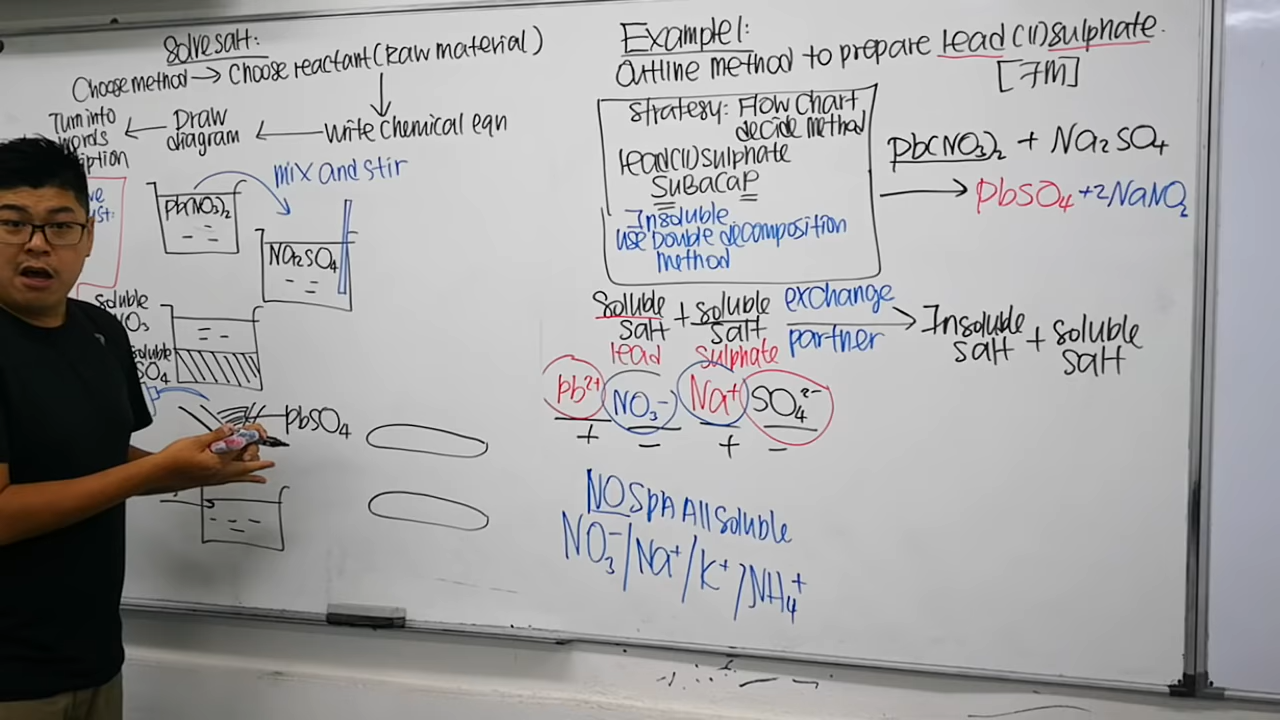 Solve salt:
Choose method → Choose reactant (Raw material)
Write Chemical eqn
Draw
diagram
Turn into
words
mix and stir
Pb(NO3)2
Na2SO4
soluble
soluble
SO4
PbSO4
Example 1:
Outline method to prepare lead (II) sulphate.
[7M]
Strategy: Flow Chart
decide method
lead (II) sulphate
SUBACAP
Insoluble
use Double decomposition
method
Pb(NO3)2 + Na2SO4
→ PbSO4 + 2NaNO3
Soluble salt + soluble salt exchange partner → Insoluble salt + soluble salt
lead sulphate
Pb²⁺ NO3⁻ Na⁺ SO4²⁻
+ − + −
NO SPA All Soluble
NO3⁻/Na⁺/K⁺/NH4⁺